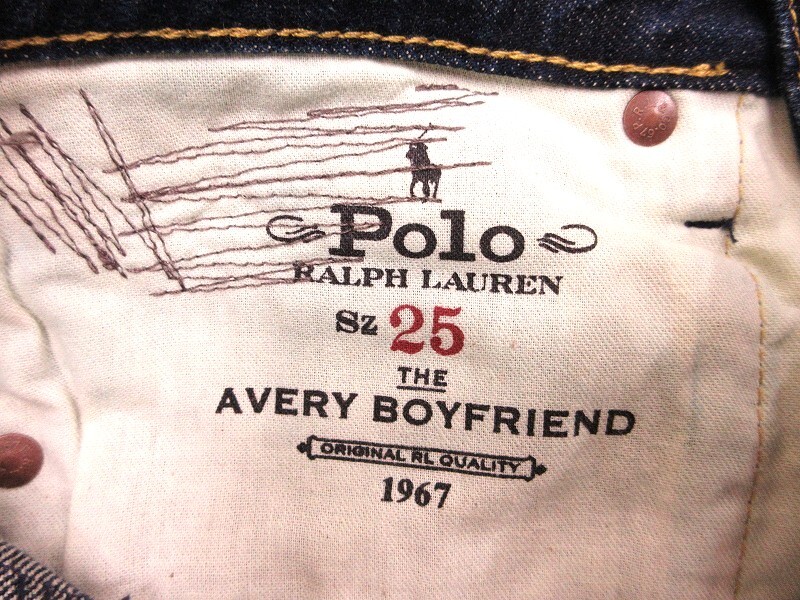 Polo
RALPH LAUREN
Sz 25
THE
AVERY BOYFRIEND
ORIGINAL RL QUALITY
1967